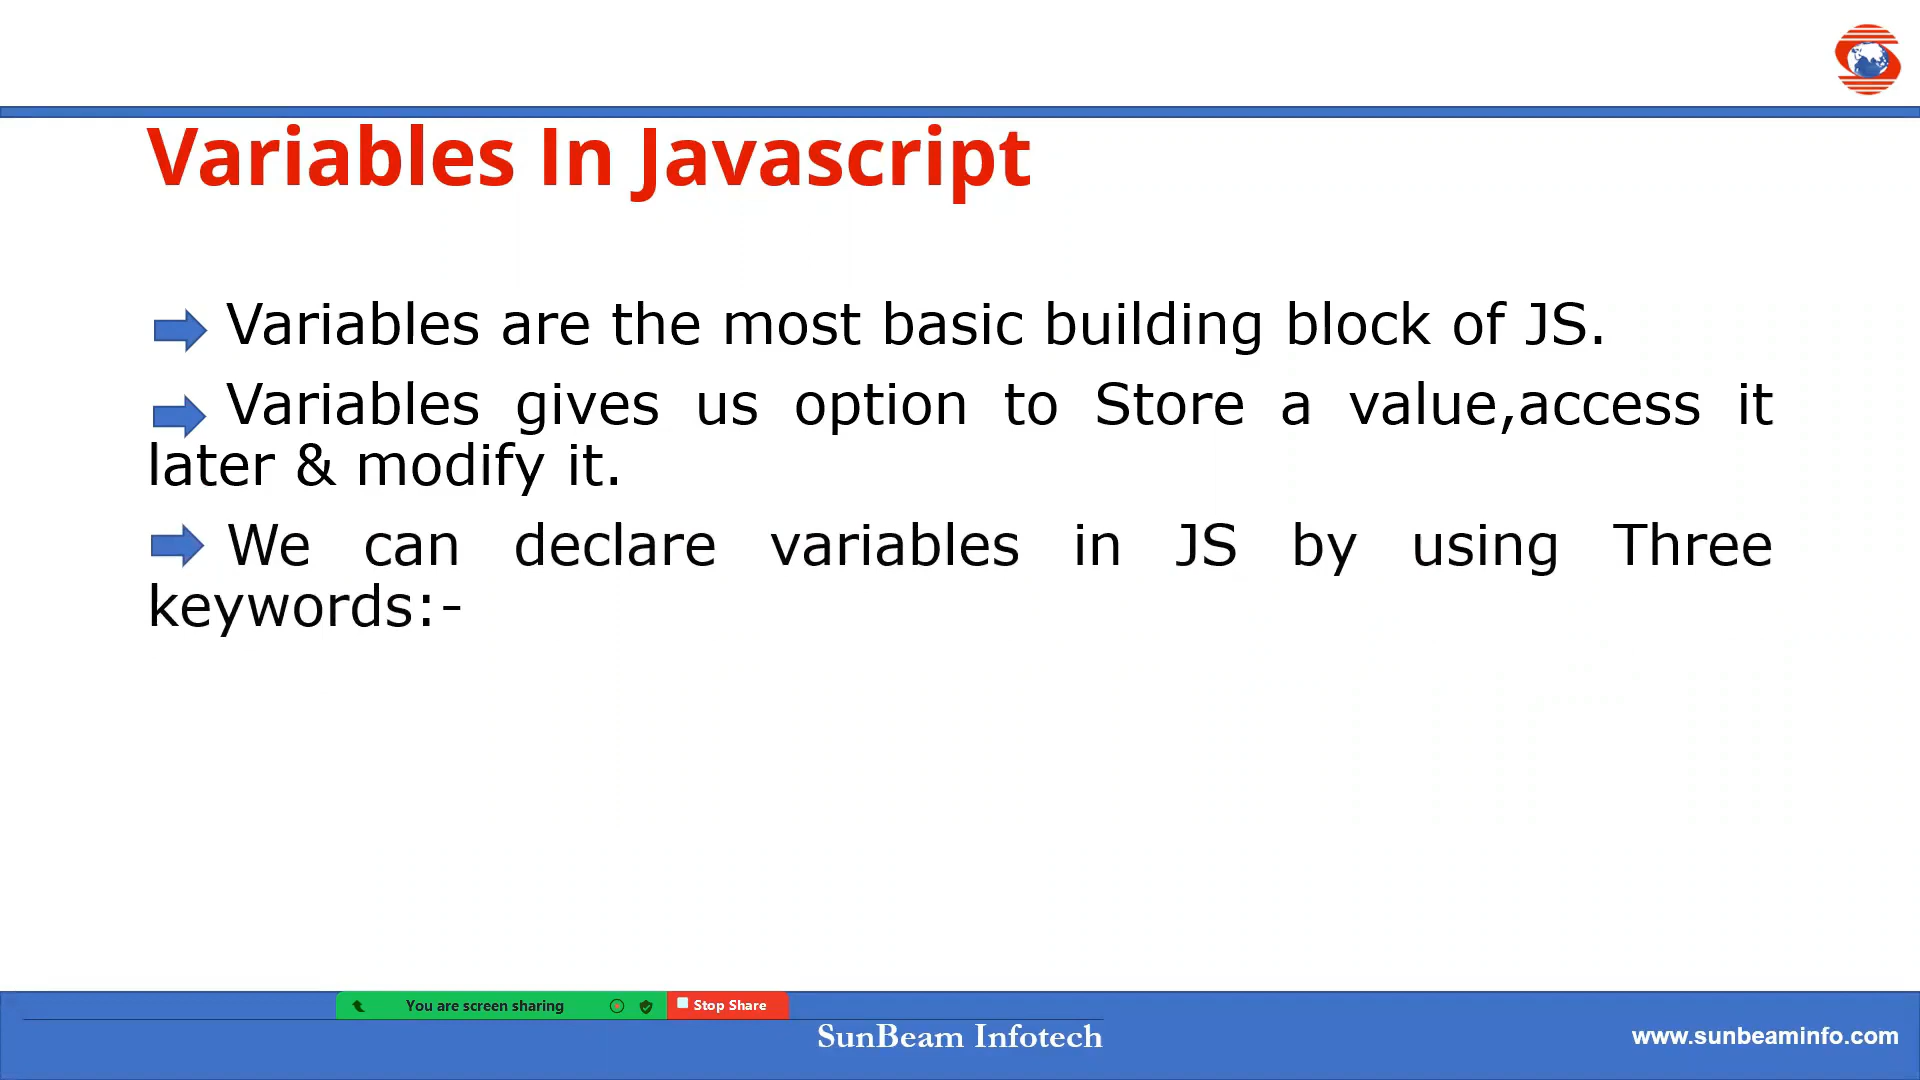 Variables In Javascript
Variables are the most basic building block of JS.
Variables gives us option to Store a value,access it
later & modify it.
We can declare variables in JS by using Three
keywords:-
You are screen sharing
Stop Share
SunBeam Infotech
www.sunbeaminfo.com